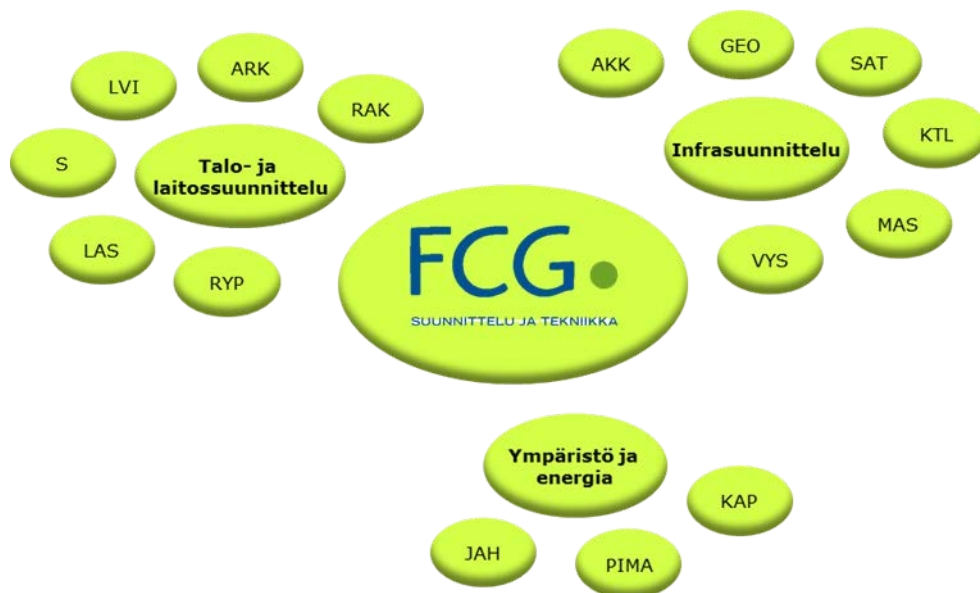 ARK
LVI
RAK
S
Talo- ja
laitossuunnittelu
LAS
RYP
GEO
AKK
SAT
KTL
Infrasuunnittelu
MAS
VYS
FCG
SUUNNITTELU JA TEKNIIKKA
Ympäristö ja
energia
KAP
JAH
PIMA